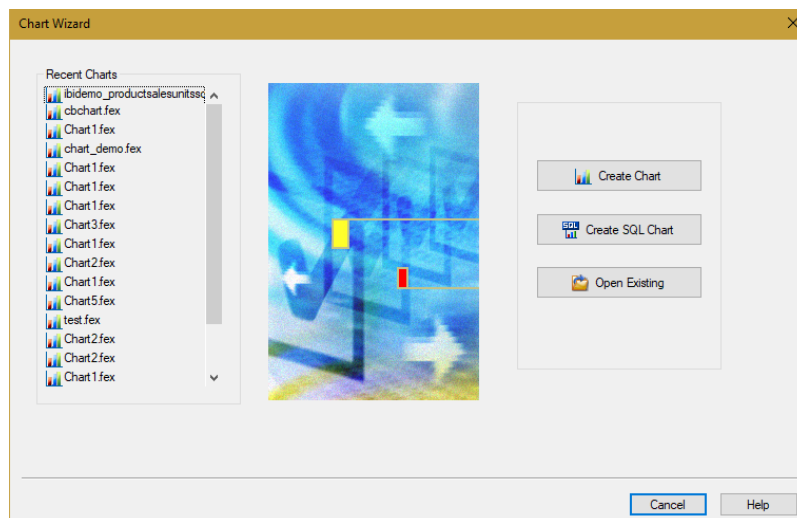 Chart Wizard
Recent Charts
ibidemo_productsalesunitssq
cbchart.fex
Chart1.fex
chart_demo.fex
Chart1.fex
Chart1.fex
Chart1.fex
Chart3.fex
Chart1.fex
Chart2.fex
Chart1.fex
Chart5.fex
test.fex
Chart2.fex
Chart2.fex
Chart1.fex
Create Chart
SQL
Create SQL Chart
Open Existing
Cancel
Help